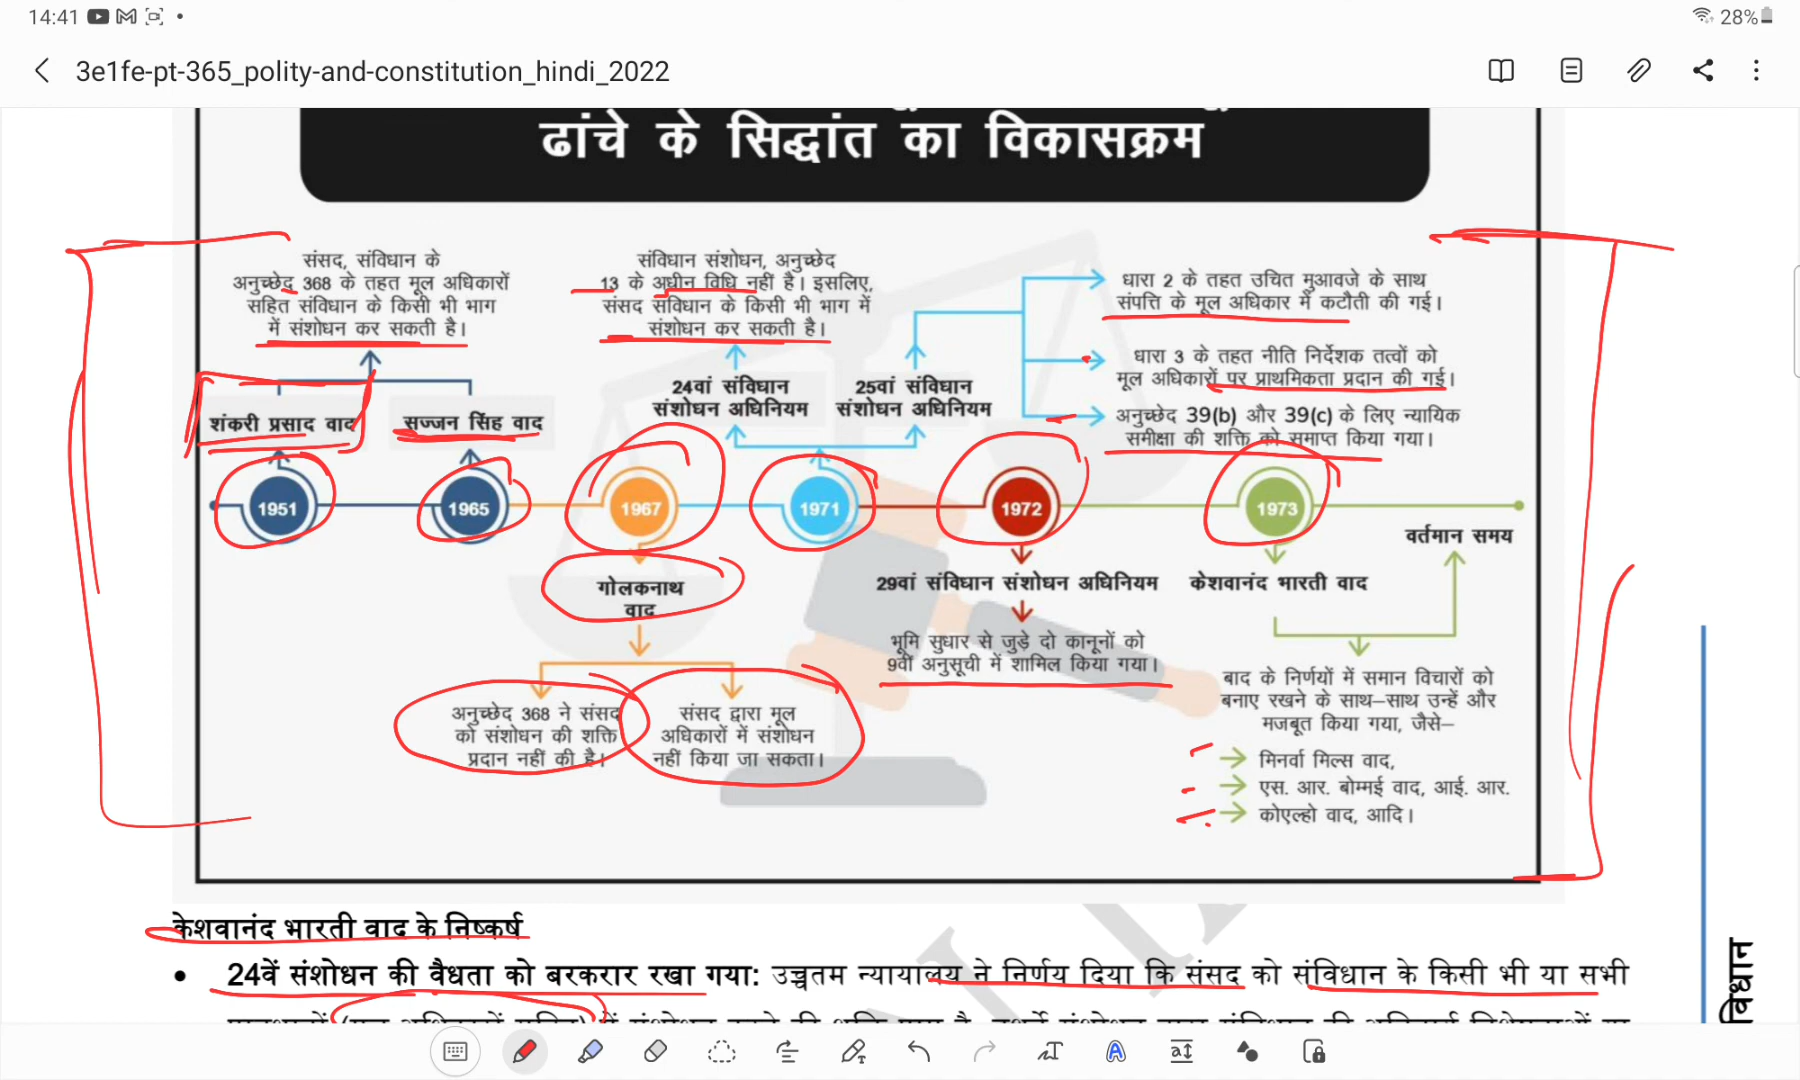 14:41
28%
3e1fe-pt-365_polity-and-constitution_hindi_2022
ढांचे के सिद्धांत का विकासक्रम
संसद, संविधान के
अनुच्छेद 368 के तहत मूल अधिकारों
सहित संविधान के किसी भी भाग
में संशोधन कर सकती है।
संविधान संशोधन, अनुच्छेद
13 के अधीन विधि नहीं है। इसलिए,
संसद संविधान के किसी भी भाग में
संशोधन कर सकती है।
धारा 2 के तहत उचित मुआवजे के साथ
संपत्ति के मूल अधिकार में कटौती की गई।
धारा 3 के तहत नीति निर्देशक तत्वों को
मूल अधिकारों पर प्राथमिकता प्रदान की गई।
अनुच्छेद 39(b) और 39(c) के लिए न्यायिक
समीक्षा की शक्ति को समाप्त किया गया।
शंकरी प्रसाद वाद
सज्जन सिंह वाद
24वां संविधान
संशोधन अधिनियम
25वां संविधान
संशोधन अधिनियम
1951
1965
1967
1971
1972
1973
वर्तमान समय
गोलकनाथ
वाद
29वां संविधान संशोधन अधिनियम
केशवानंद भारती वाद
भूमि सुधार से जुड़े दो कानूनों को
9वीं अनुसूची में शामिल किया गया।
अनुच्छेद 368 ने संसद
को संशोधन की शक्ति
प्रदान नहीं की है।
संसद द्वारा मूल
अधिकारों में संशोधन
नहीं किया जा सकता।
बाद के निर्णयों में समान विचारों को
बनाए रखने के साथ–साथ उन्हें और
मजबूत किया गया, जैसे–
मिनर्वा मिल्स वाद,
एस. आर. बोम्मई वाद, आई. आर.
कोएल्हो वाद, आदि।
केशवानंद भारती वाद के निष्कर्ष
• 24वें संशोधन की वैधता को बरकरार रखा गया: उच्चतम न्यायालय ने निर्णय दिया कि संसद को संविधान के किसी भी या सभी
विधान